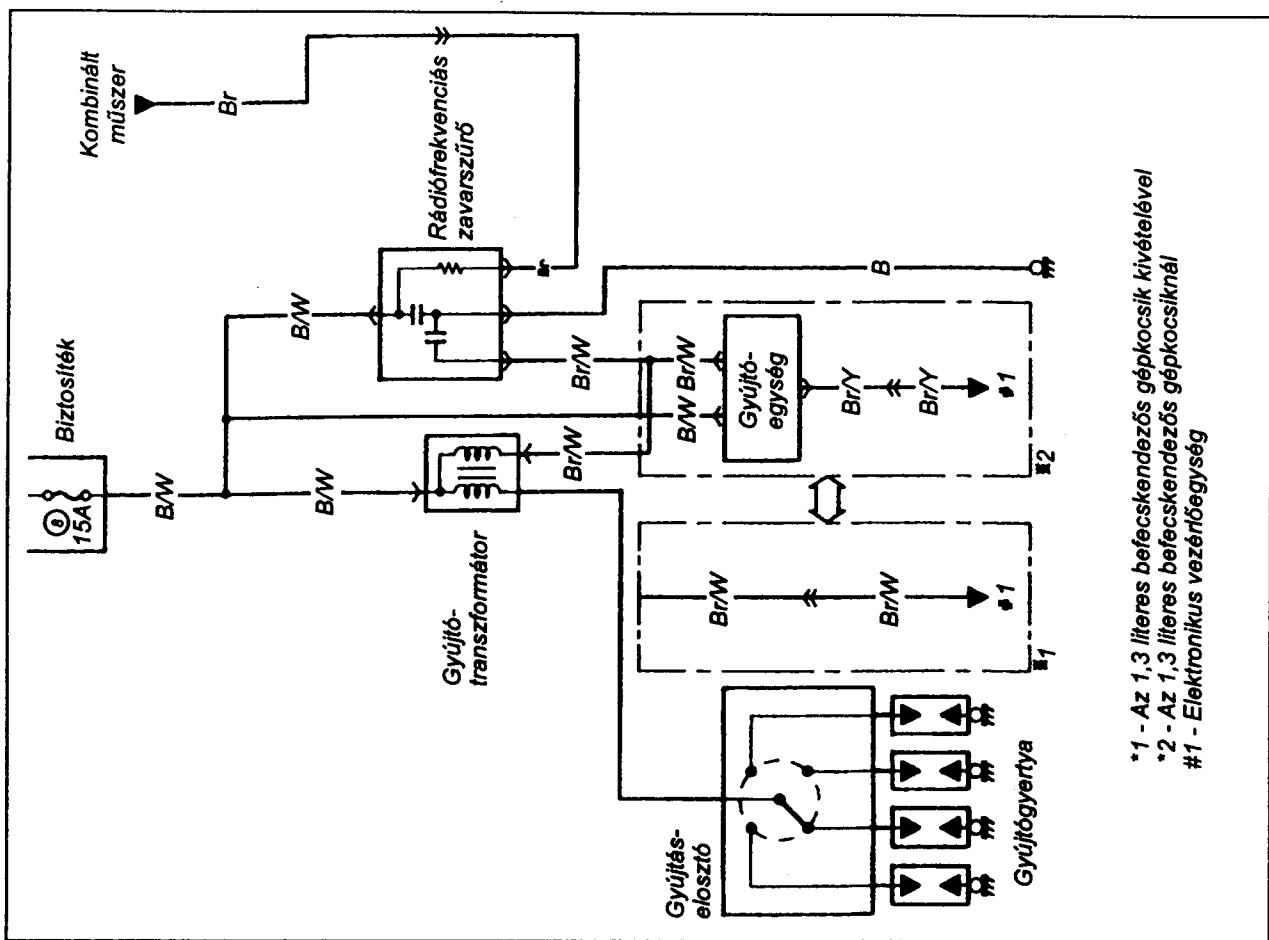 Kombinált
műszer
Br
Biztosíték
8
15A
B/W
B/W
B/W
Rádiófrekvenciás
zavarszűrő
Br
B
Br/W
Br/W
B/W
Br/W
Gyújtó-
transzformátor
Gyújtó-
egység
Br/Y
Br/Y
#1
*2
Br/W
Br/W
#1
*1
Gyújtás-
elosztó
Gyújtógyertya
*1 - Az 1,3 literes befecskendezős gépkocsik kivételével
*2 - Az 1,3 literes befecskendezős gépkocsiknál
#1 - Elektronikus vezérlőegység